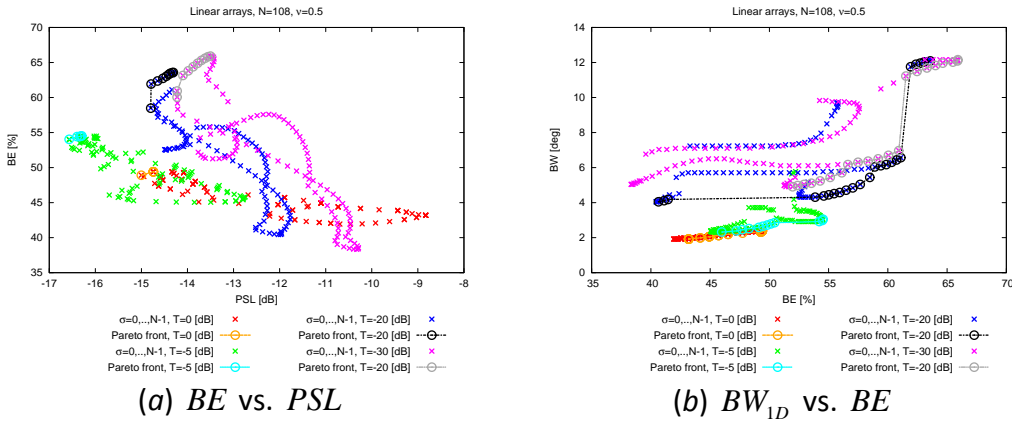 Linear arrays, N=108, ν=0.5
BE [%]
70
65
60
55
50
45
40
35
-17 -16 -15 -14 -13 -12 -11 -10 -9 -8
PSL [dB]
σ=0,..,N-1, T=0 [dB]
Pareto front, T=0 [dB]
σ=0,..,N-1, T=-5 [dB]
Pareto front, T=-5 [dB]
σ=0,..,N-1, T=-20 [dB]
Pareto front, T=-20 [dB]
σ=0,..,N-1, T=-30 [dB]
Pareto front, T=-20 [dB]
(a) BE vs. PSL
Linear arrays, N=108, ν=0.5
BW [deg]
14
12
10
8
6
4
2
0
35 40 45 50 55 60 65 70
BE [%]
σ=0,..,N-1, T=0 [dB]
Pareto front, T=0 [dB]
σ=0,..,N-1, T=-5 [dB]
Pareto front, T=-5 [dB]
σ=0,..,N-1, T=-20 [dB]
Pareto front, T=-20 [dB]
σ=0,..,N-1, T=-30 [dB]
Pareto front, T=-20 [dB]
(b) BW1D vs. BE